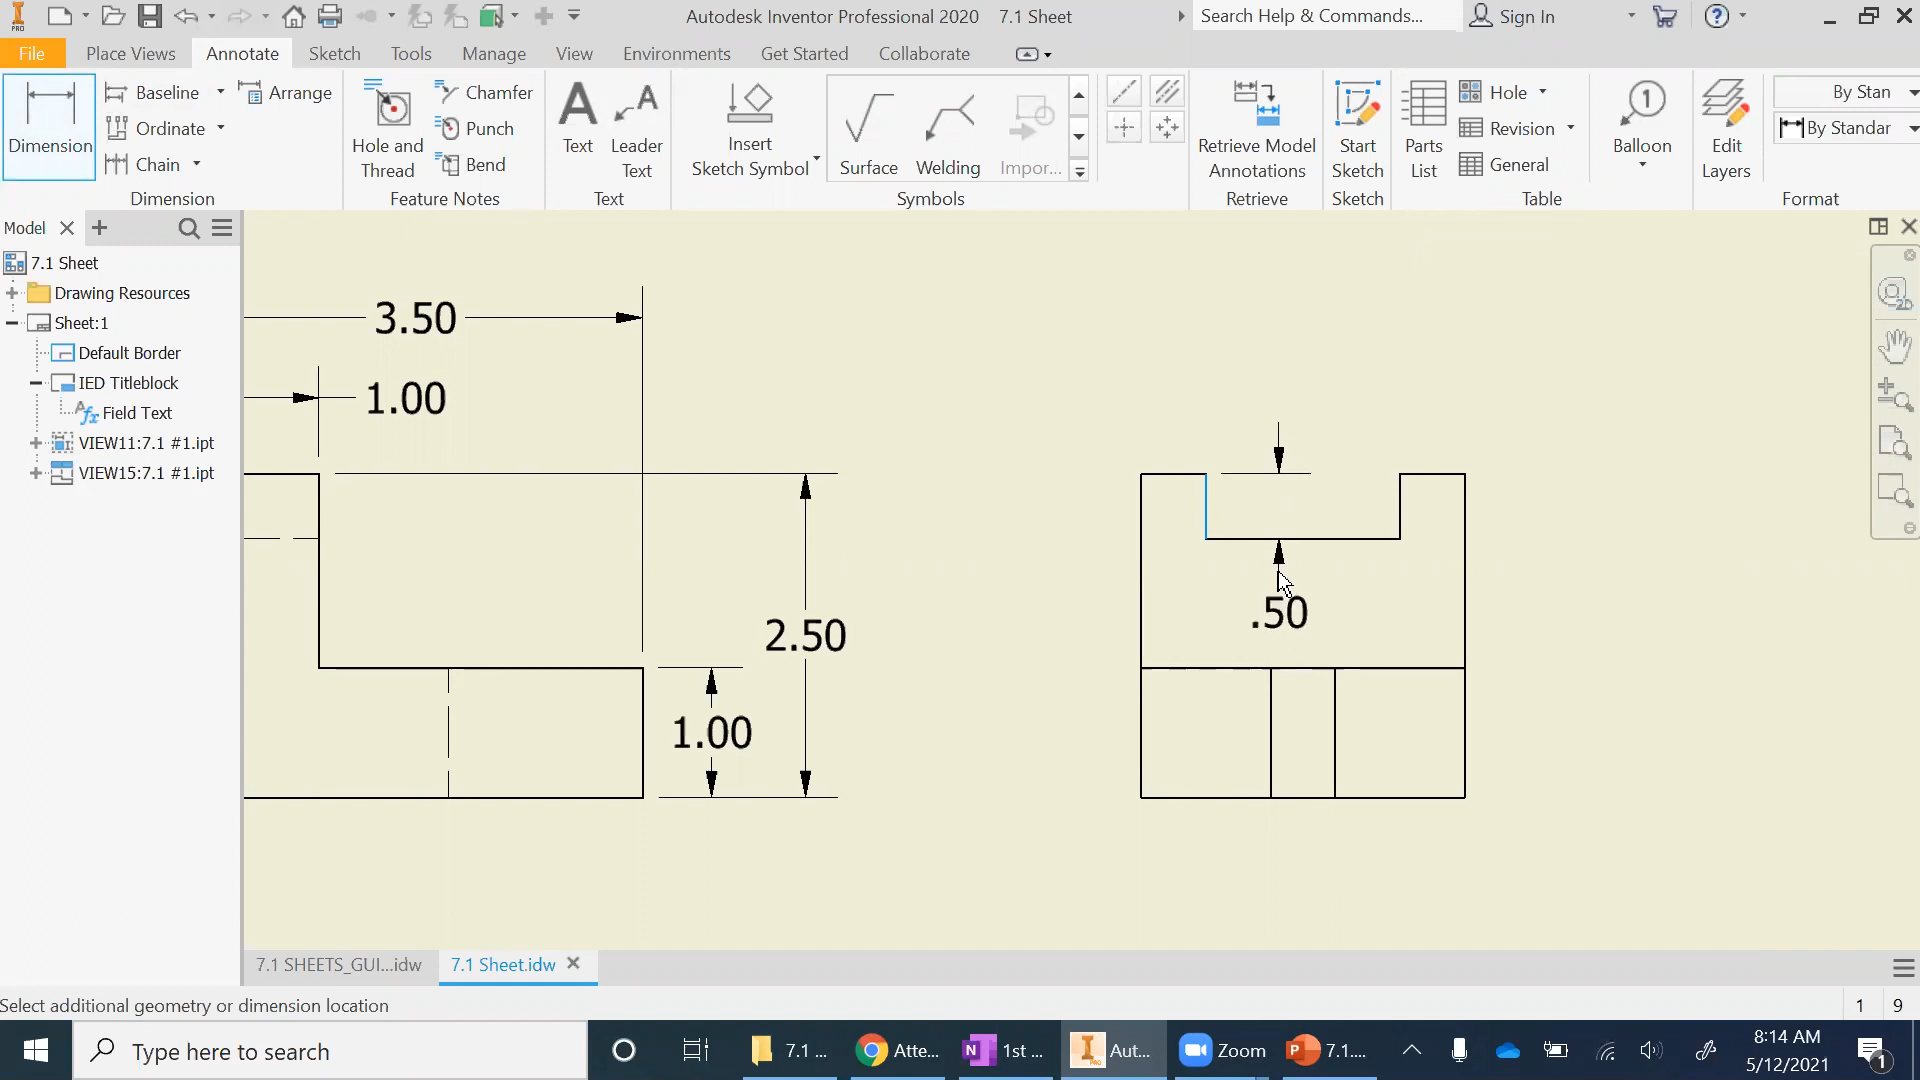 PRO
Autodesk Inventor Professional 2020 7.1 Sheet
Search Help & Commands...
Sign In
File Place Views Annotate Sketch Tools Manage View Environments Get Started Collaborate
Dimension
Baseline
Ordinate
Chain
Arrange
Dimension
Hole and
Thread
Chamfer
Punch
Bend
Feature Notes
Text
Leader
Text
Text
Insert
Sketch Symbol
Surface
Welding
Impor...
Symbols
Retrieve Model
Annotations
Retrieve
Start
Sketch
Sketch
Parts
List
Hole
Revision
General
Table
Balloon
Edit
Layers
By Stan
By Standar
Format
Model
7.1 Sheet
Drawing Resources
Sheet:1
Default Border
IED Titleblock
Field Text
VIEW11:7.1 #1.ipt
VIEW15:7.1 #1.ipt
2D
3.50
1.00
2.50
1.00
.50
7.1 SHEETS_GUI...idw
7.1 Sheet.idw
Select additional geometry or dimension location
1 9
Type here to search
7.1 ...
Atte...
1st ...
Aut...
Zoom
7.1....
8:14 AM
5/12/2021
1